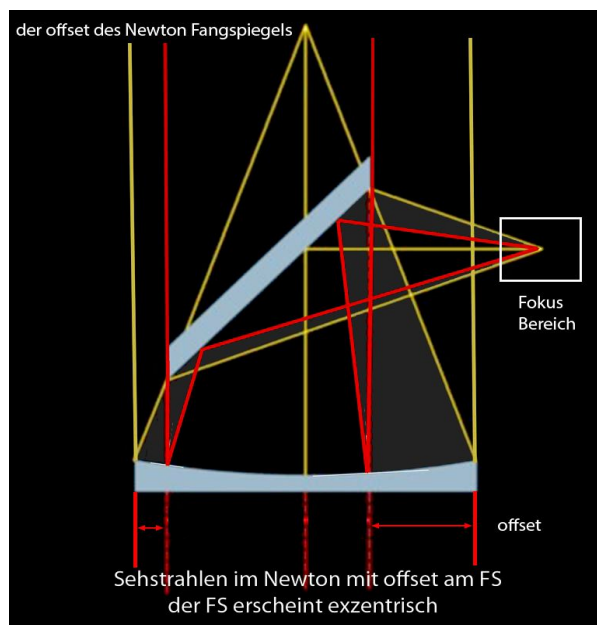 der offset des Newton Fangspiegels
Fokus
Bereich
offset
Sehstrahlen im Newton mit offset am FS
der FS erscheint exzentrisch